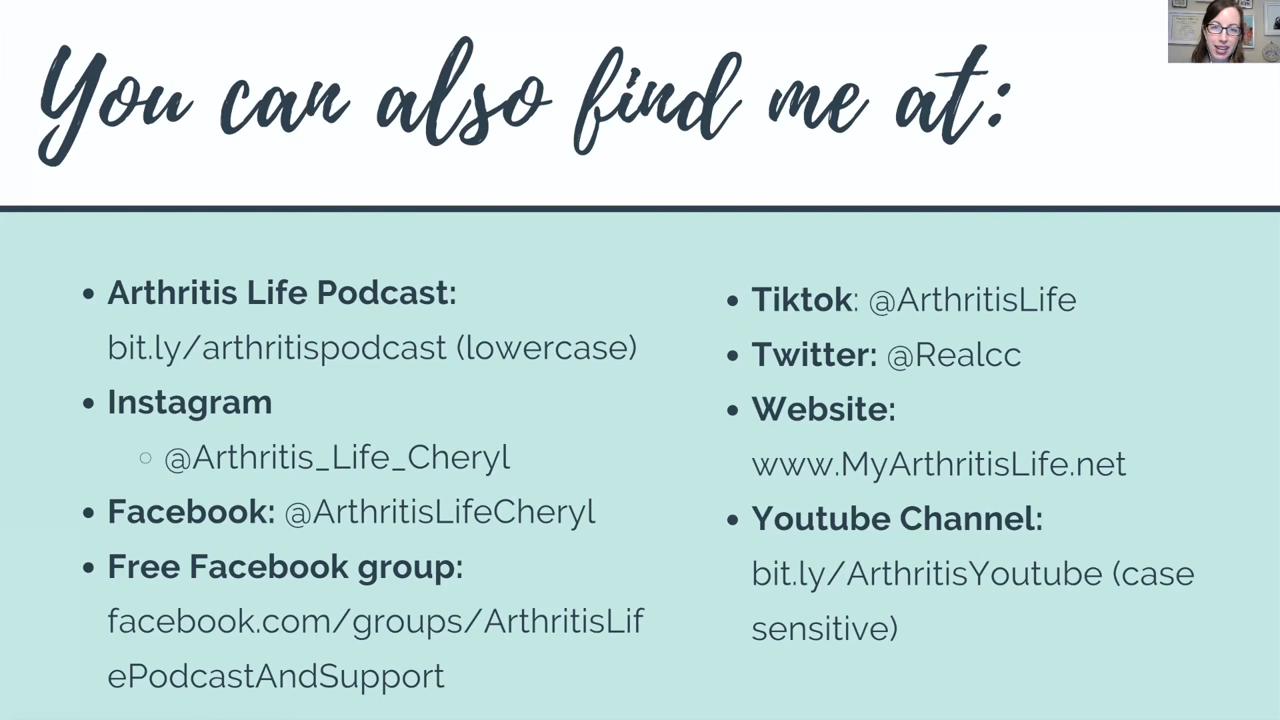 You can also find me at:
Arthritis Life Podcast:
bit.ly/arthritispodcast (lowercase)
Instagram
@Arthritis_Life_Cheryl
Facebook: @ArthritisLifeCheryl
Free Facebook group:
facebook.com/groups/ArthritisLif
ePodcastAndSupport
Tiktok: @ArthritisLife
Twitter: @Realcc
Website:
www.MyArthritisLife.net
Youtube Channel:
bit.ly/ArthritisYoutube (case
sensitive)